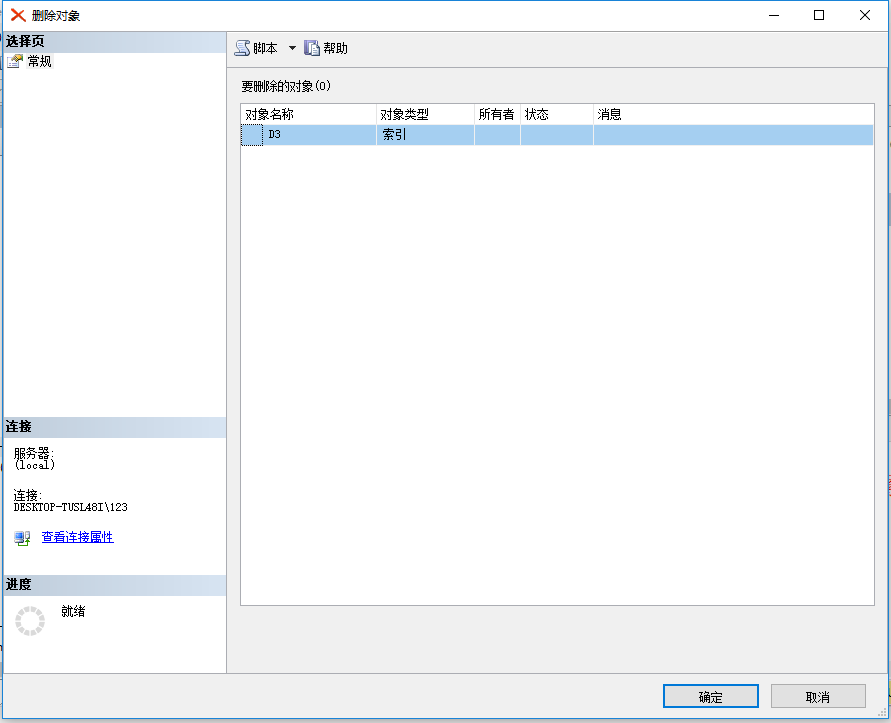 删除对象
选择页
常规
脚本 帮助
要删除的对象(O)
对象名称 对象类型 所有者 状态 消息
D3 索引
连接
服务器:
(local)
连接:
DESKTOP-TUSL48I\123
查看连接属性
进度
就绪
确定 取消